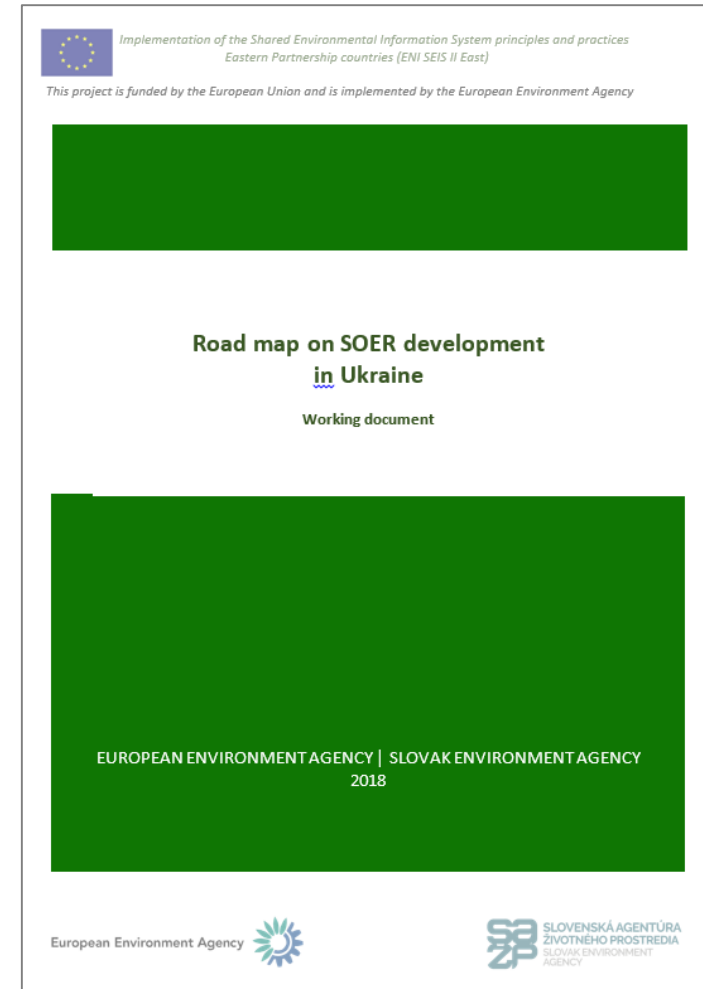 Implementation of the Shared Environmental Information System principles and practices
Eastern Partnership countries (ENI SEIS II East)
This project is funded by the European Union and is implemented by the European Environment Agency
Road map on SOER development
in Ukraine
Working document
EUROPEAN ENVIRONMENT AGENCY | SLOVAK ENVIRONMENT AGENCY
2018
European Environment Agency
SAŽP
SLOVENSKÁ AGENTÚRA
ŽIVOTNÉHO PROSTREDIA
SLOVAK ENVIRONMENT
AGENCY